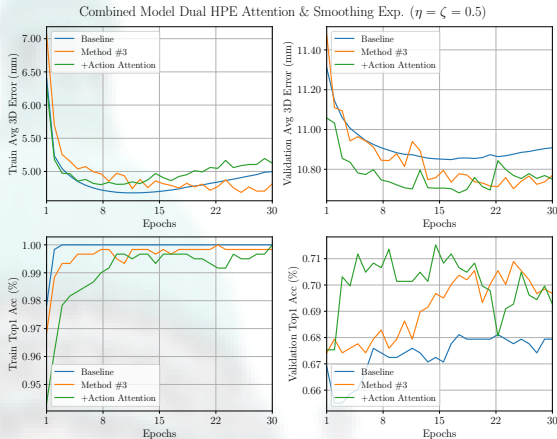 Combined Model Dual HPE Attention & Smoothing Exp. (η = ζ = 0.5)
Train Avg 3D Error (mm)
7.00
6.50
6.00
5.50
5.00
Baseline
Method #3
+Action Attention
1 8 15 22 30
Epochs
Validation Avg 3D Error (mm)
11.40
11.20
11.00
10.80
Baseline
Method #3
+Action Attention
1 8 15 22 30
Epochs
Train Top1 Acc (%)
1.00
0.99
0.98
0.97
0.96
0.95
Baseline
Method #3
+Action Attention
1 8 15 22 30
Epochs
Validation Top1 Acc (%)
0.71
0.70
0.69
0.68
0.67
0.66
Baseline
Method #3
+Action Attention
1 8 15 22 30
Epochs